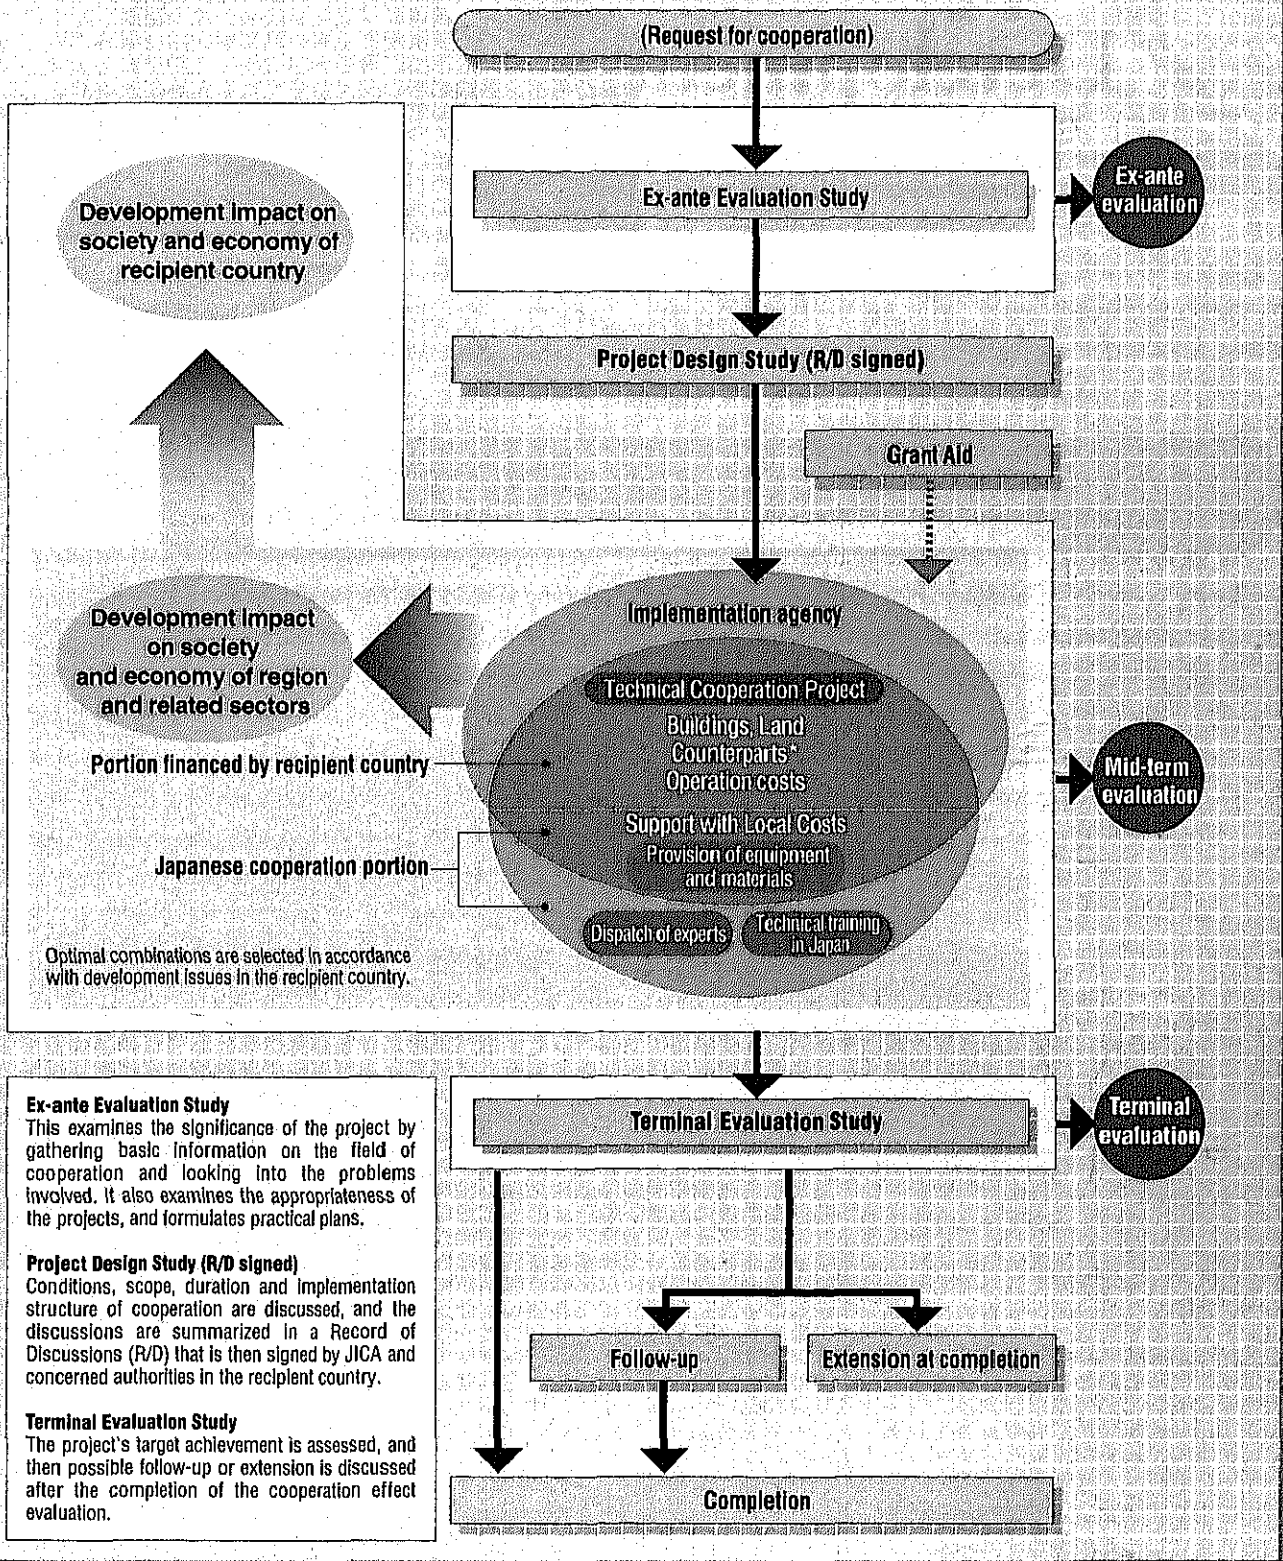 (Request for cooperation)
Ex-ante Evaluation Study
Ex-ante
evaluation
Development Impact on
society and economy of
recipient country
Project Design Study (R/D signed)
Grant Aid
Implementation agency
Development Impact
on society
and economy of region
and related sectors
Technical Cooperation Project
Buildings, Land
Counterparts*
Operation costs
Portion financed by recipient country
Mid-term
evaluation
Support with Local Costs
Provision of equipment
and materials
Japanese cooperation portion
Dispatch of experts
Technical training
in Japan
Optimal combinations are selected in accordance
with development issues in the recipient country.
Terminal Evaluation Study
Terminal
evaluation
Ex-ante Evaluation Study
This examines the significance of the project by
gathering basic information on the field of
cooperation and looking into the problems
involved. It also examines the appropriateness of
the projects, and formulates practical plans.
Project Design Study (R/D signed)
Conditions, scope, duration and implementation
structure of cooperation are discussed, and the
discussions are summarized in a Record of
Discussions (R/D) that is then signed by JICA and
concerned authorities in the recipient country.
Terminal Evaluation Study
The project's target achievement is assessed, and
then possible follow-up or extension is discussed
after the completion of the cooperation effect
evaluation.
Follow-up
Extension at completion
Completion